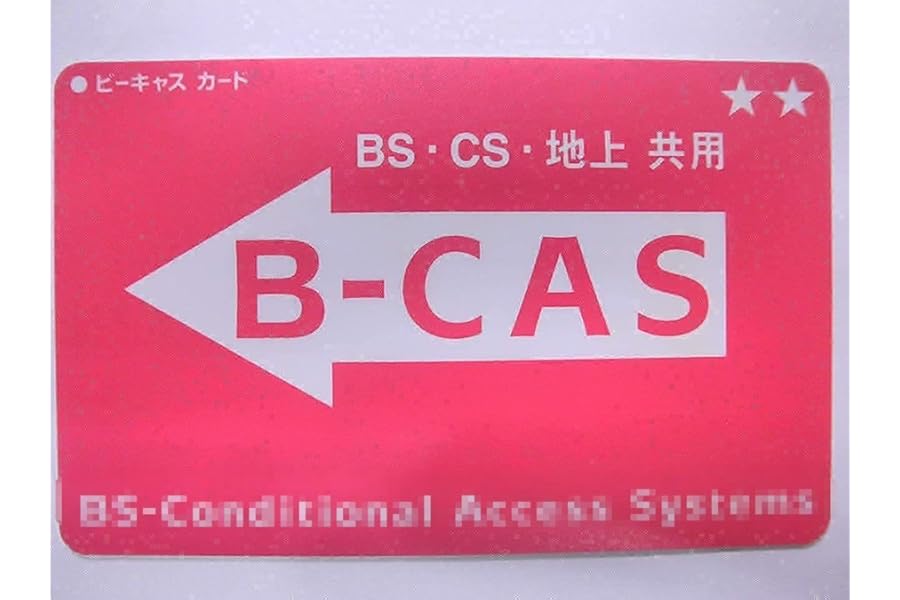 ●ビーキャス カード
★★
BS・CS・地上 共用
B-CAS
BS-Conditional Access Systems